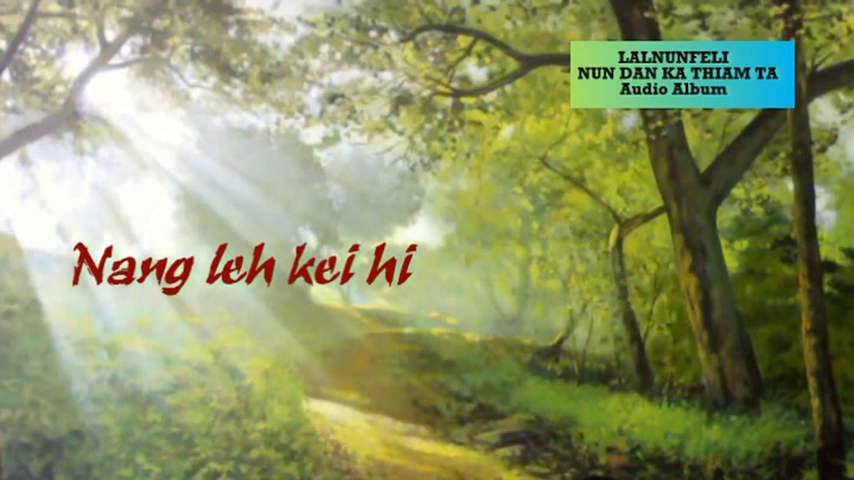 LALNUNFELI
NUN DAN KA THIAM TA
Audio Album
Nang leh kei hi